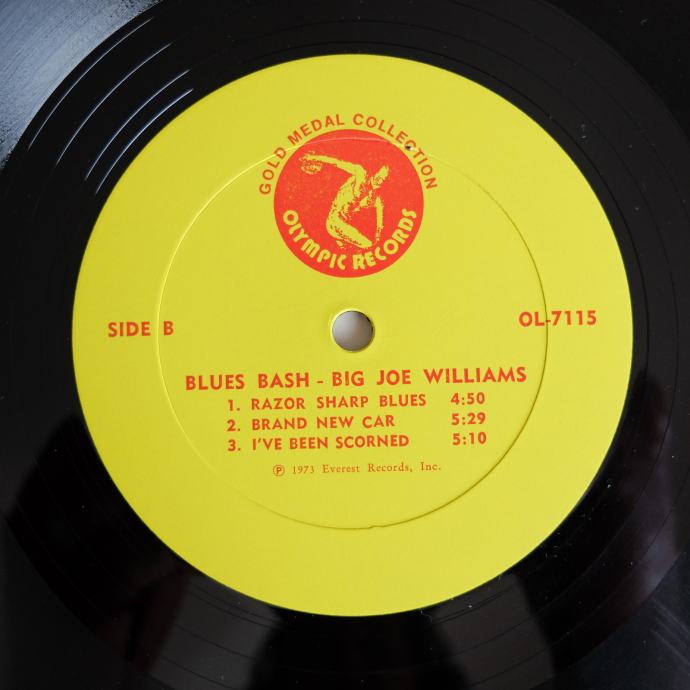 GOLD MEDAL COLLECTION
OLYMPIC RECORDS
SIDE B
OL-7115
BLUES BASH - BIG JOE WILLIAMS
1. RAZOR SHARP BLUES 4:50
2. BRAND NEW CAR 5:29
3. I'VE BEEN SCORNED 5:10
℗ 1973 Everest Records, Inc.